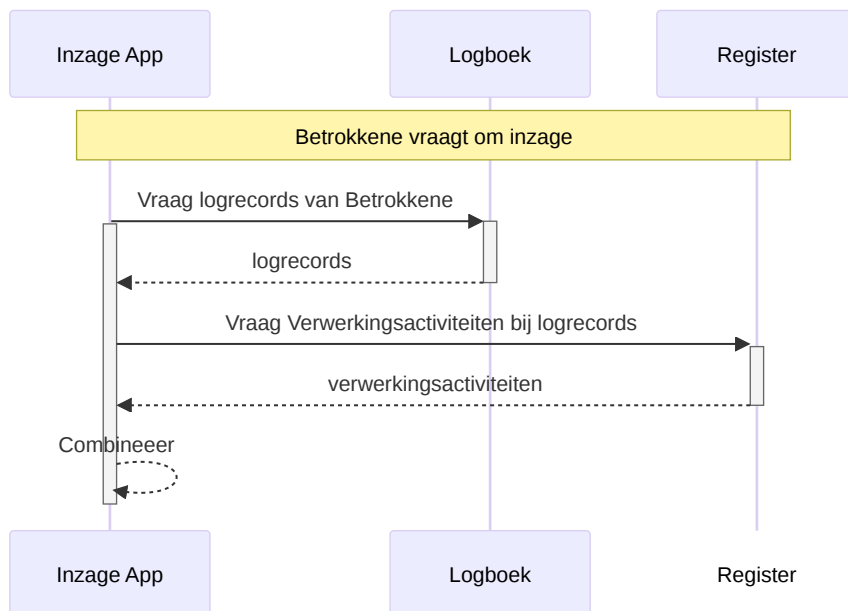 Inzage App
Logboek
Register
Betrokkene vraagt om inzage
Vraag logrecords van Betrokkene
logrecords
Vraag Verwerkingsactiviteiten bij logrecords
verwerkingsactiviteiten
Combineeer
Inzage App
Logboek
Register